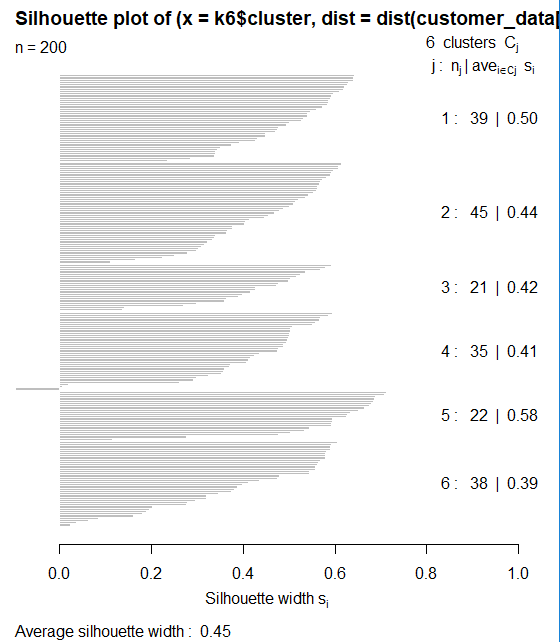 Silhouette plot of (x = k6$cluster, dist = dist(customer_data[
n = 200
6 clusters Cj
j : nj | ave i∈Cj si
1 : 39 | 0.50
2 : 45 | 0.44
3 : 21 | 0.42
4 : 35 | 0.41
5 : 22 | 0.58
6 : 38 | 0.39
0.0 0.2 0.4 0.6 0.8 1.0
Silhouette width si
Average silhouette width : 0.45